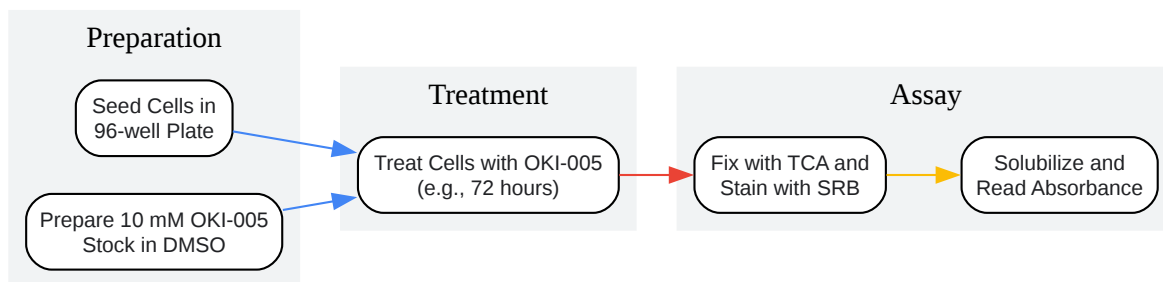 Preparation
Seed Cells in
96-well Plate
Prepare 10 mM OKI-005
Stock in DMSO
Treatment
Treat Cells with OKI-005
(e.g., 72 hours)
Assay
Fix with TCA and
Stain with SRB
Solubilize and
Read Absorbance